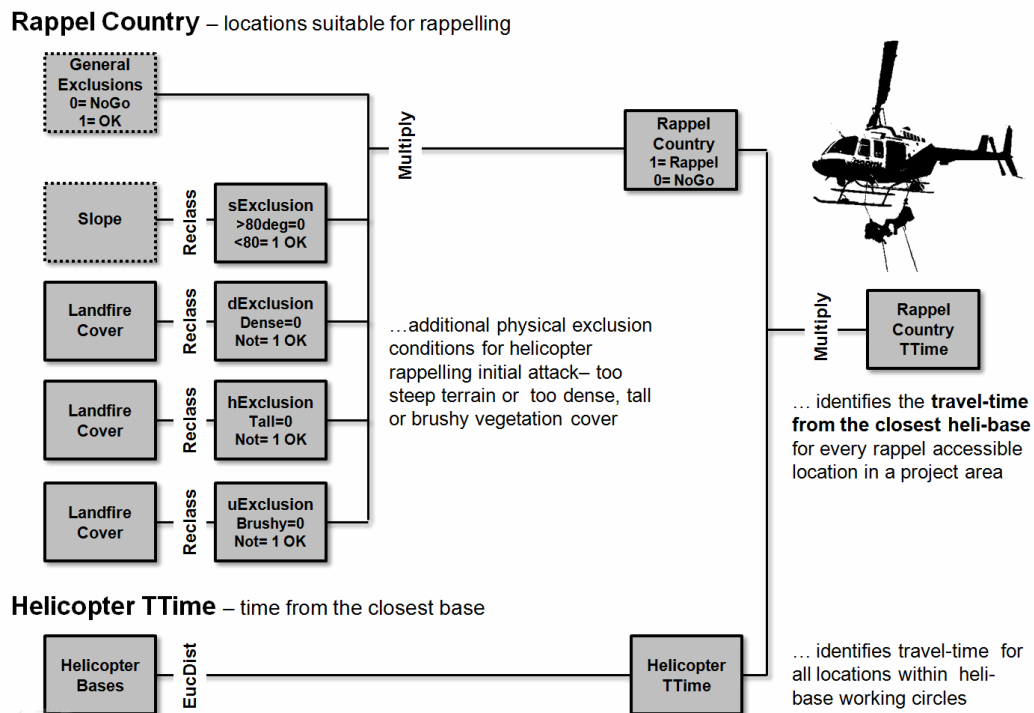 Rappel Country – locations suitable for rappelling
General
Exclusions
0= NoGo
1= OK
Multiply
Rappel
Country
1= Rappel
0= NoGo
Slope
Reclass
sExclusion
>80deg=0
<80= 1 OK
Landfire
Cover
Reclass
dExclusion
Dense=0
Not= 1 OK
…additional physical exclusion
conditions for helicopter
rappelling initial attack– too
steep terrain or too dense, tall
or brushy vegetation cover
Multiply
Rappel
Country
TTime
Landfire
Cover
Reclass
hExclusion
Tall=0
Not= 1 OK
… identifies the travel-time
from the closest heli-base
for every rappel accessible
location in a project area
Landfire
Cover
Reclass
uExclusion
Brushy=0
Not= 1 OK
Helicopter TTime – time from the closest base
Helicopter
Bases
EucDist
Helicopter
TTime
… identifies travel-time for
all locations within heli-
base working circles